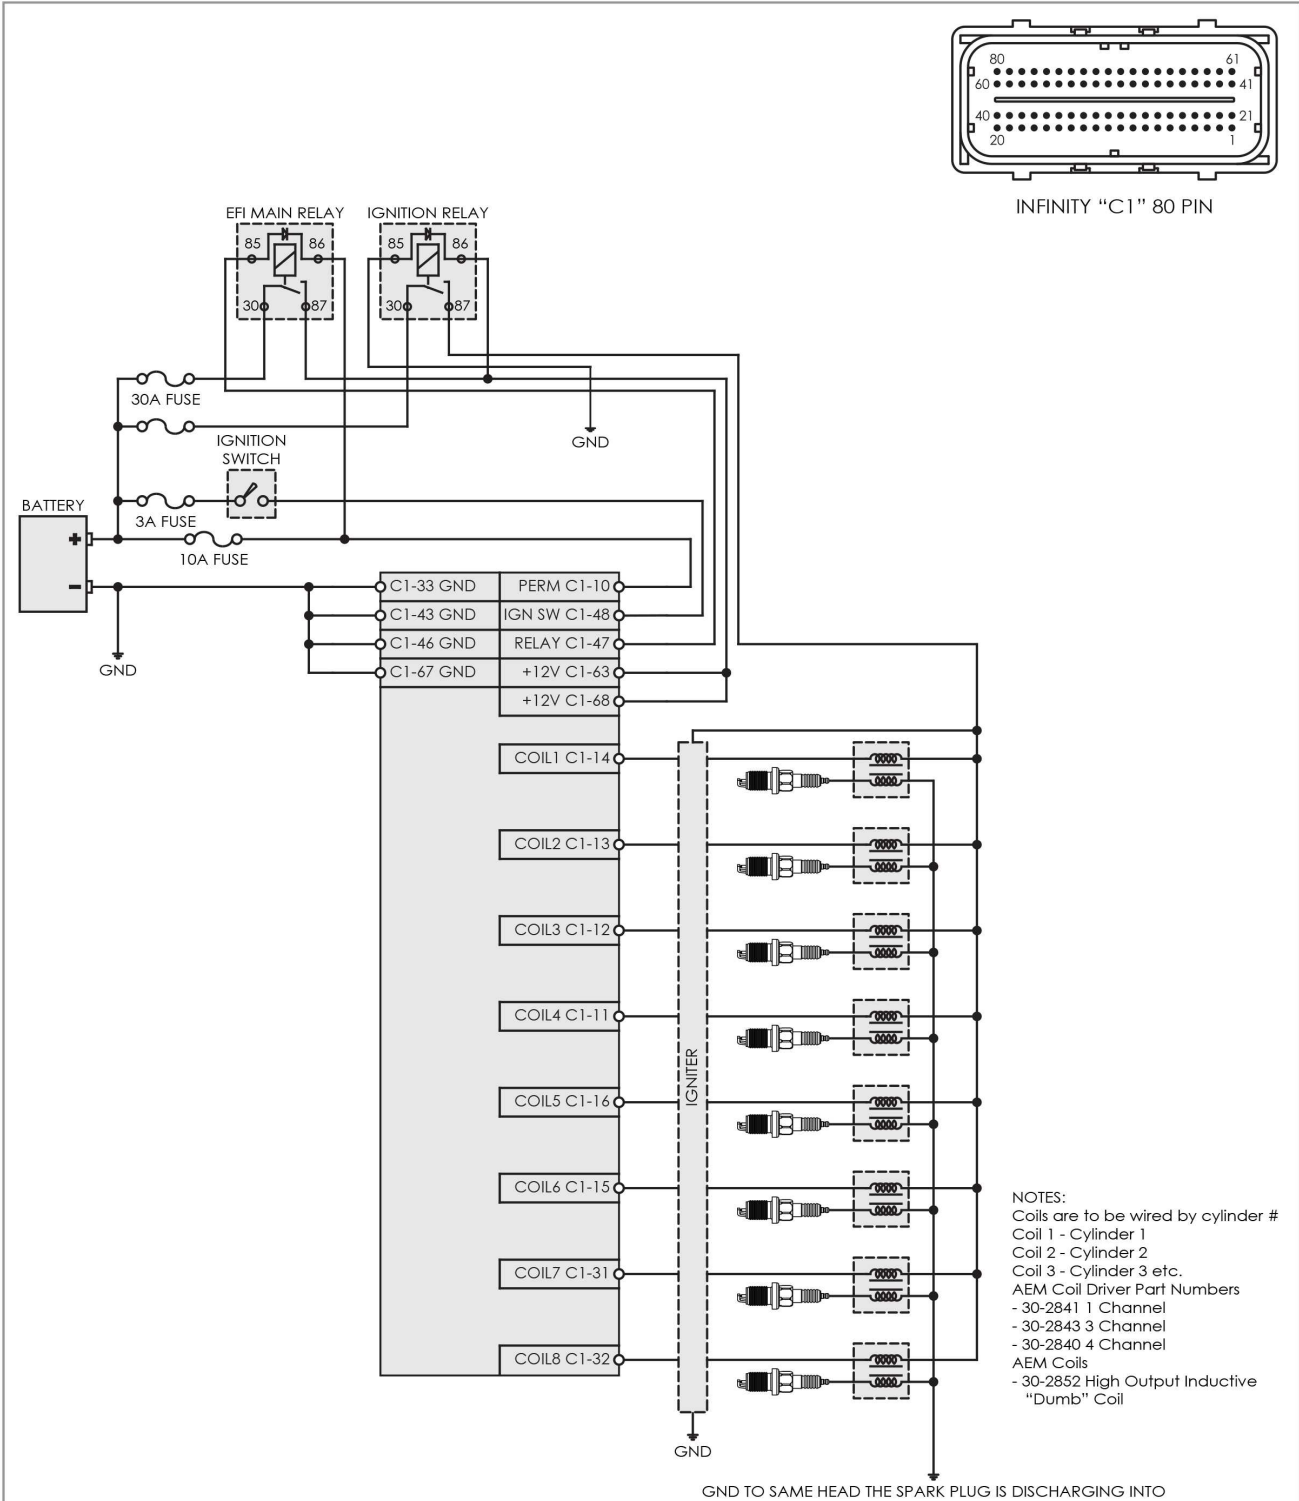 80 61
60 41
40 21
20 1
INFINITY “C1” 80 PIN
EFI MAIN RELAY
85 86
30 87
IGNITION RELAY
85 86
30 87
30A FUSE
GND
IGNITION
SWITCH
3A FUSE
BATTERY
+
-
10A FUSE
GND
C1-33 GND PERM C1-10
C1-43 GND IGN SW C1-48
C1-46 GND RELAY C1-47
C1-67 GND +12V C1-63
+12V C1-68
COIL1 C1-14
COIL2 C1-13
COIL3 C1-12
COIL4 C1-11
COIL5 C1-16
COIL6 C1-15
COIL7 C1-31
COIL8 C1-32
IGNITER
GND
NOTES:
Coils are to be wired by cylinder #
Coil 1 - Cylinder 1
Coil 2 - Cylinder 2
Coil 3 - Cylinder 3 etc.
AEM Coil Driver Part Numbers
- 30-2841 1 Channel
- 30-2843 3 Channel
- 30-2840 4 Channel
AEM Coils
- 30-2852 High Output Inductive
“Dumb” Coil
GND TO SAME HEAD THE SPARK PLUG IS DISCHARGING INTO